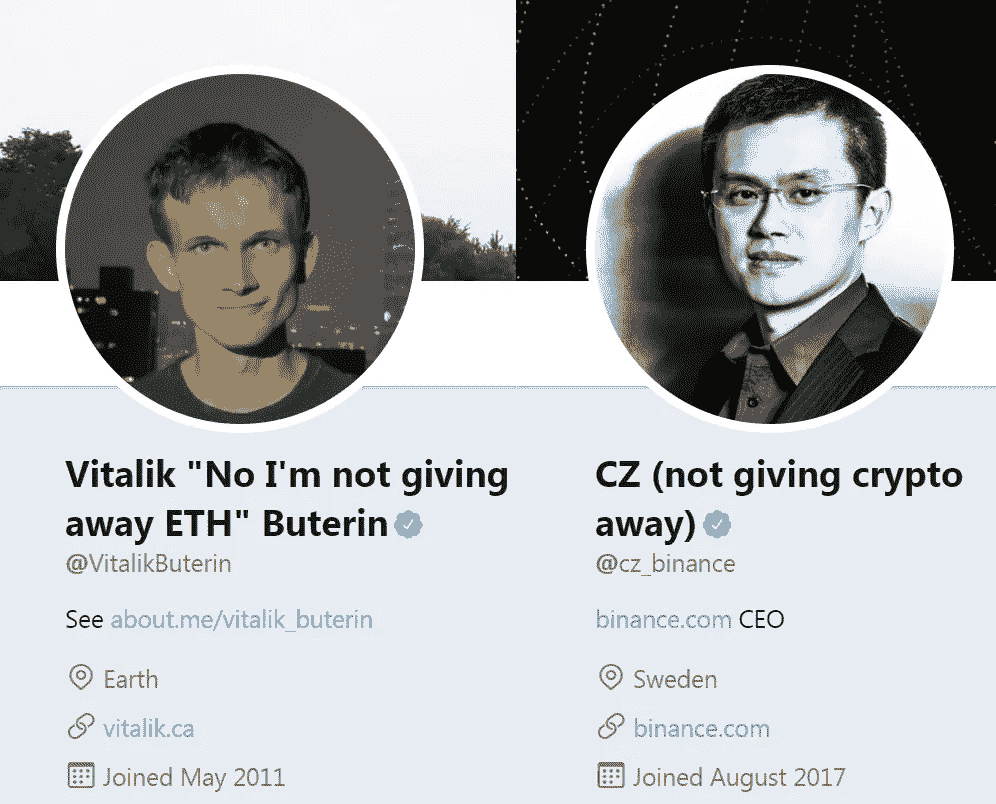 Vitalik "No I'm not giving
away ETH" Buterin
@VitalikButerin
See about.me/vitalik_buterin
Earth
vitalik.ca
Joined May 2011
CZ (not giving crypto
away)
@cz_binance
binance.com CEO
Sweden
binance.com
Joined August 2017